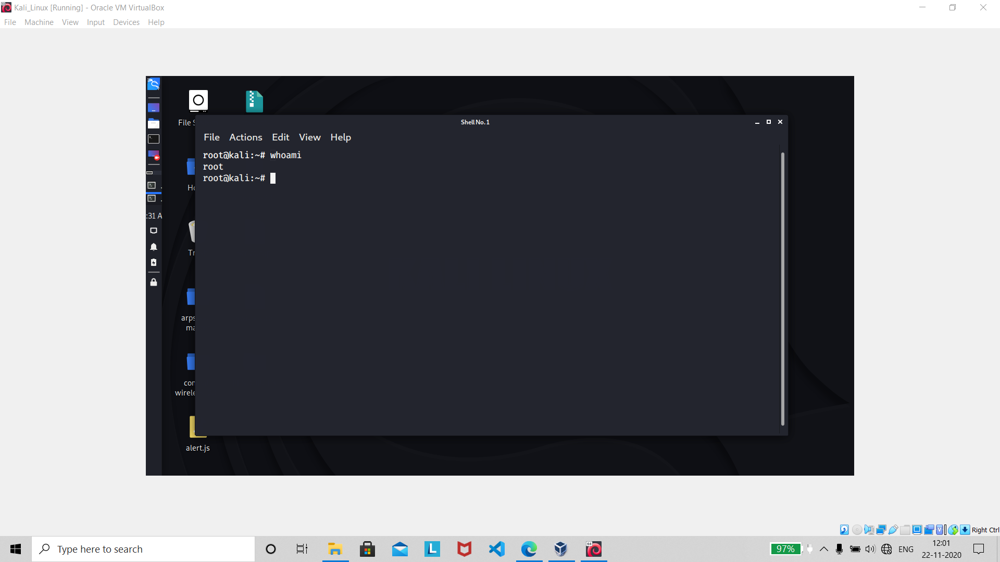 Kali_Linux [Running] - Oracle VM VirtualBox
File Machine View Input Devices Help
File S
Shell No. 1
File Actions Edit View Help
root@kali:~# whoami
root
root@kali:~#
Ho
:31 A
Tr
arps
ma
con
wirele
alert.js
Right Ctrl
Type here to search
97%
ENG
12:01
22-11-2020